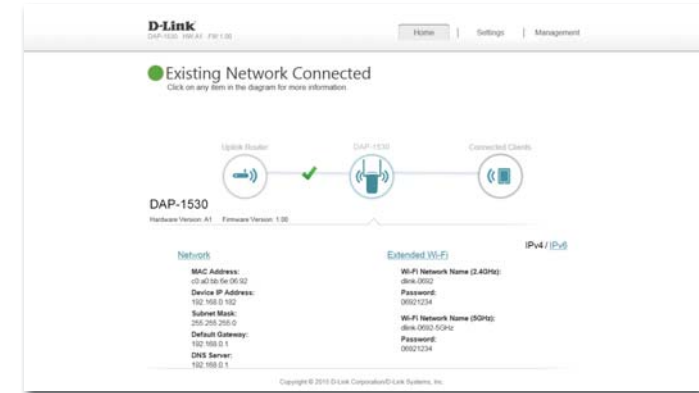 D-Link
DAP-1530 HW:A1 FW:1.00
Home | Settings | Management
Existing Network Connected
Click on any item in the diagram for more information
Uplink Router
DAP-1530
Connected Clients
DAP-1530
Hardware Version: A1 Firmware Version: 1.00
IPv4 / IPv6
Network
MAC Address:
c0:a0:bb:6e:06:92
Device IP Address:
192.168.0.102
Subnet Mask:
255.255.255.0
Default Gateway:
192.168.0.1
DNS Server:
192.168.0.1
Extended Wi-Fi
Wi-Fi Network Name (2.4GHz):
dlink-0692
Password:
06921234
Wi-Fi Network Name (5GHz):
dlink-0692-5GHz
Password:
06921234
Copyright © 2015 D-Link Corporation/D-Link Systems, Inc.